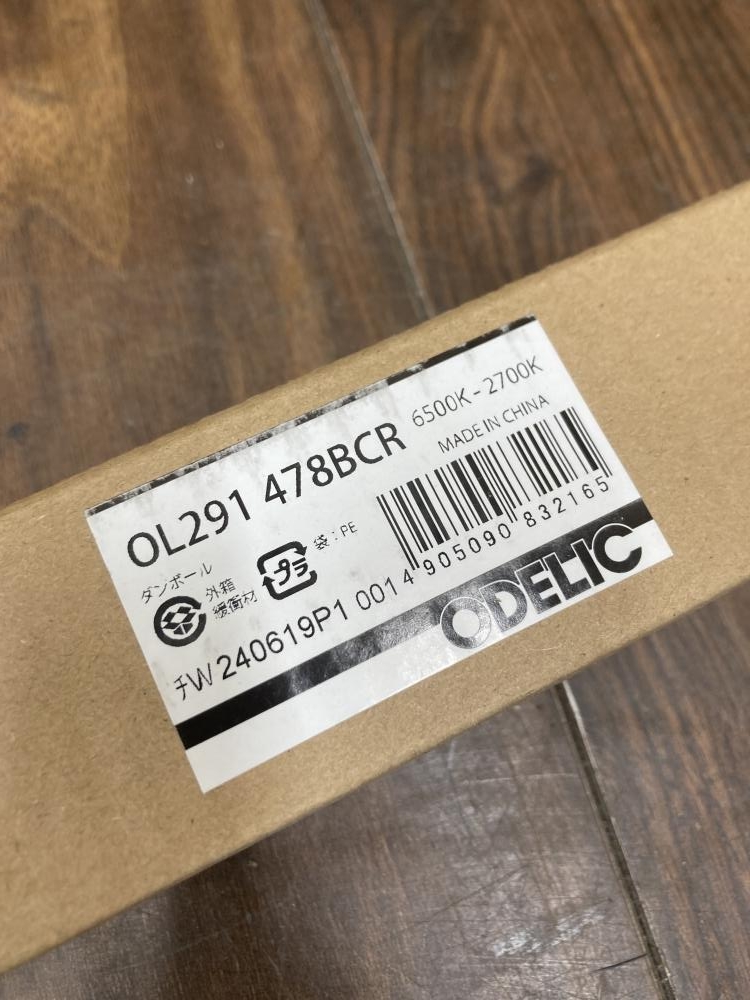 OL291 478BCR 6500K-2700K
MADE IN CHINA
ダンボール
外箱
緩衝材
プラ
袋:PE
4 905090 832165
ﾁW 240619P1 0014
ODELIC